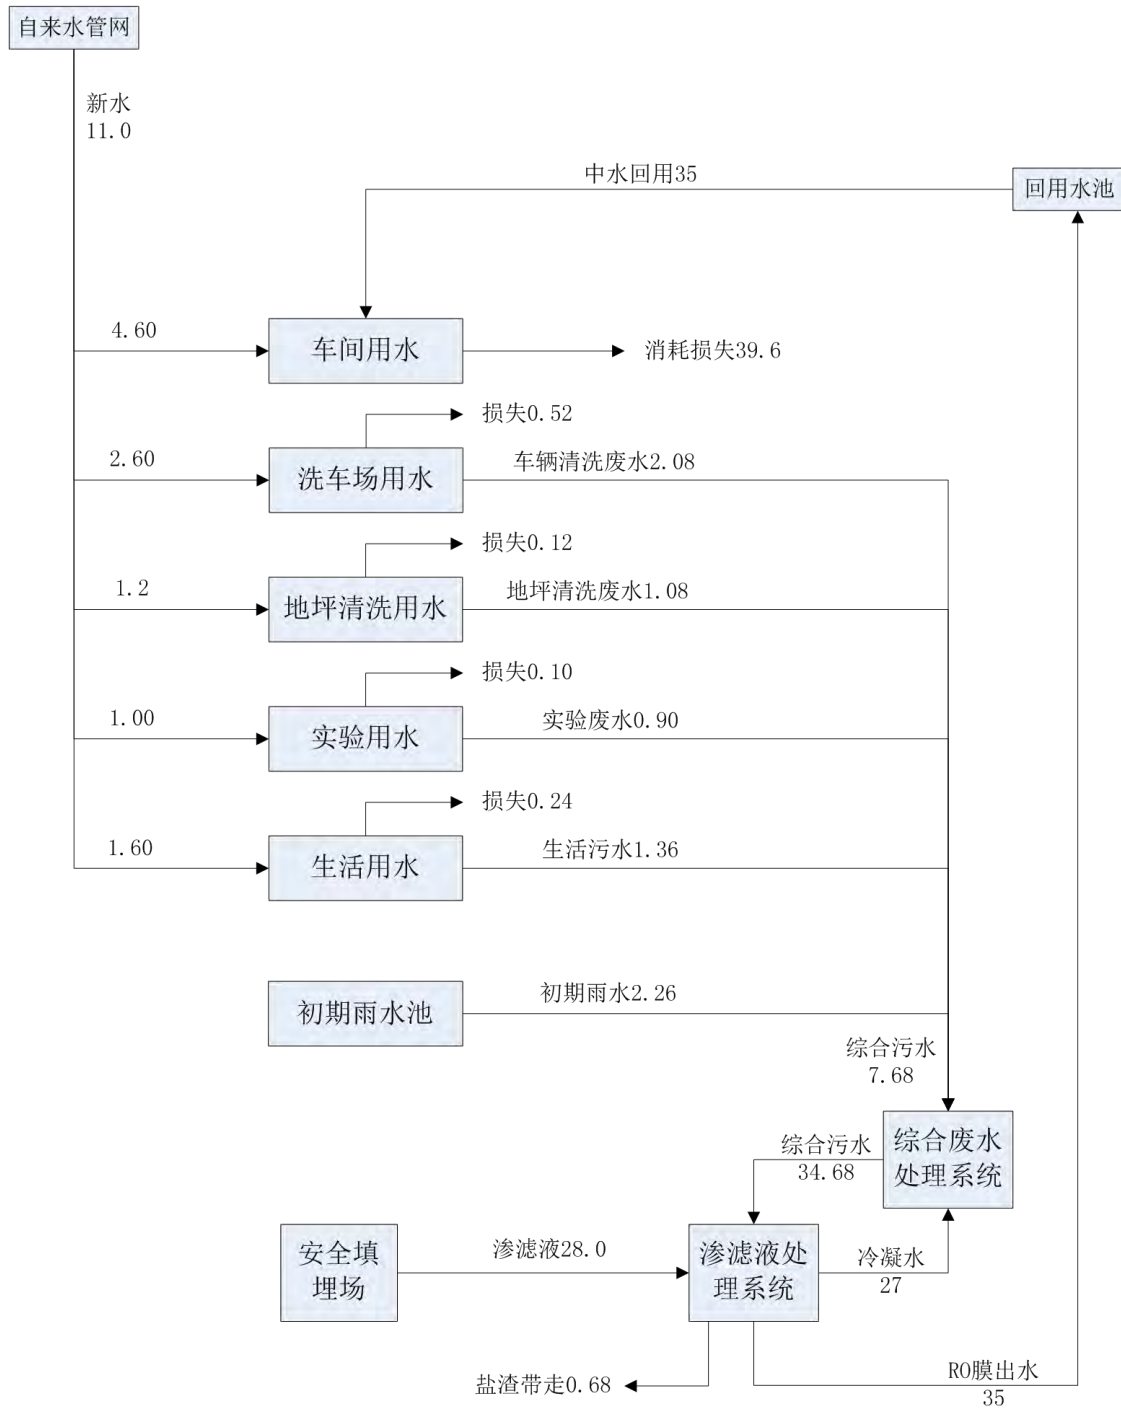 自来水管网
新水
11.0
中水回用35
回用水池
4.60
车间用水
消耗损失39.6
损失0.52
2.60
洗车场用水
车辆清洗废水2.08
损失0.12
1.2
地坪清洗用水
地坪清洗废水1.08
损失0.10
1.00
实验用水
实验废水0.90
损失0.24
1.60
生活用水
生活污水1.36
初期雨水池
初期雨水2.26
综合污水
7.68
综合废水
处理系统
综合污水
34.68
安全填
埋场
渗滤液28.0
渗滤液处
理系统
冷凝水
27
盐渣带走0.68
RO膜出水
35